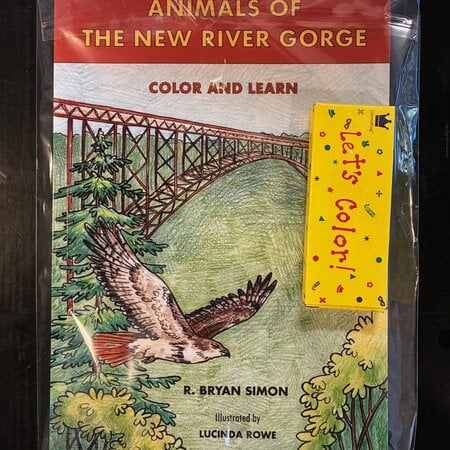 ANIMALS OF
THE NEW RIVER GORGE
COLOR AND LEARN
Let's Color!
R. BRYAN SIMON
Illustrated by
LUCINDA ROWE